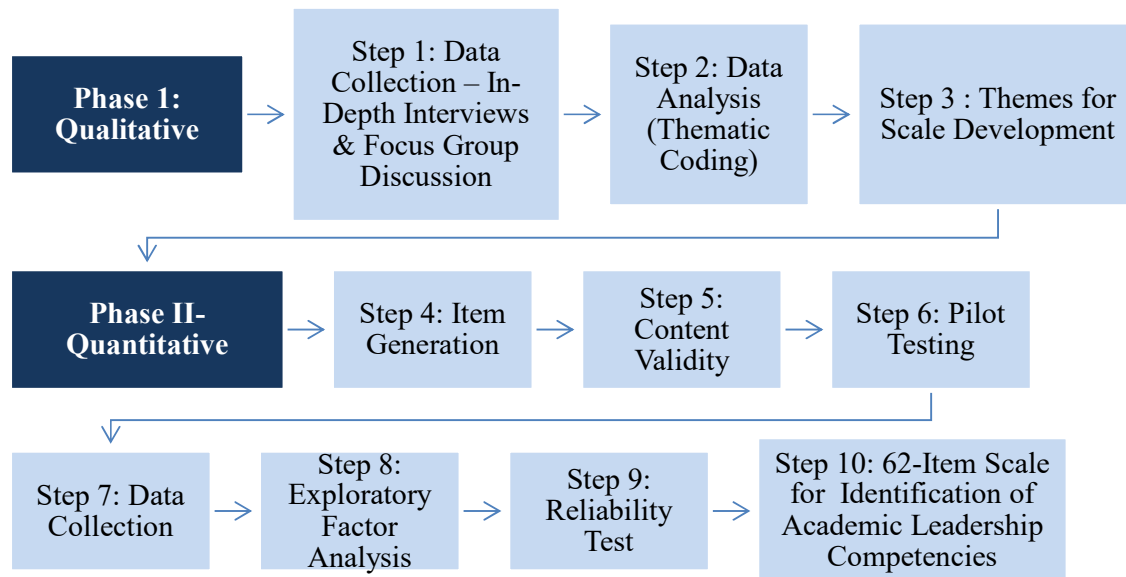 Phase 1:
Qualitative
Step 1: Data
Collection – In-
Depth Interviews
& Focus Group
Discussion
Step 2: Data
Analysis
(Thematic
Coding)
Step 3 : Themes for
Scale Development
Phase II-
Quantitative
Step 4: Item
Generation
Step 5:
Content
Validity
Step 6: Pilot
Testing
Step 7: Data
Collection
Step 8:
Exploratory
Factor
Analysis
Step 9:
Reliability
Test
Step 10: 62-Item Scale
for Identification of
Academic Leadership
Competencies